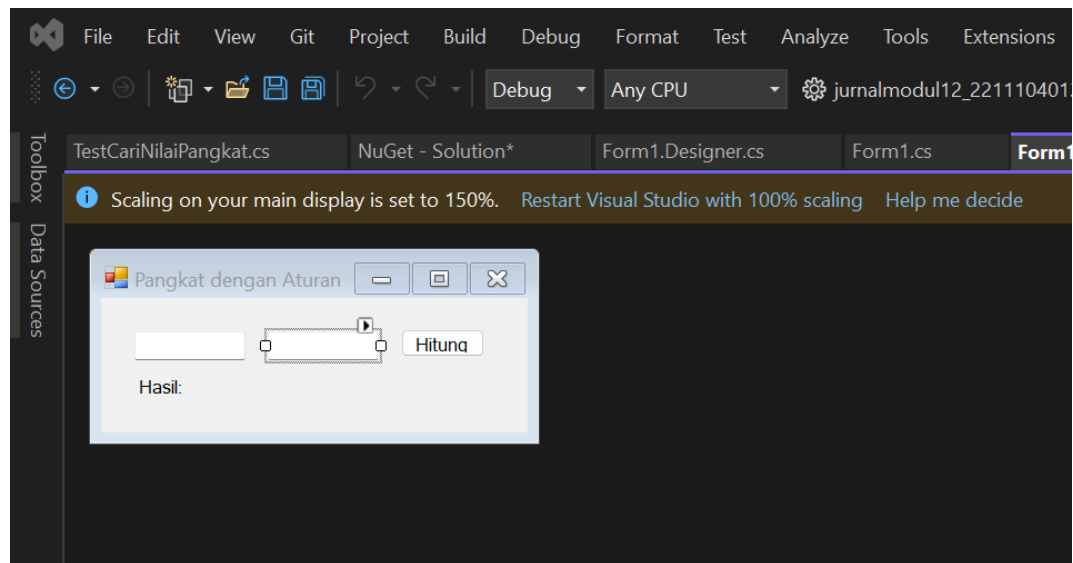 File Edit View Git Project Build Debug Format Test Analyze Tools Extensions
Debug Any CPU jurnalmodul12_221110401
Toolbox
Data Sources
TestCariNilaiPangkat.cs NuGet - Solution* Form1.Designer.cs Form1.cs Form1
Scaling on your main display is set to 150%. Restart Visual Studio with 100% scaling Help me decide
Pangkat dengan Aturan
Hitung
Hasil: